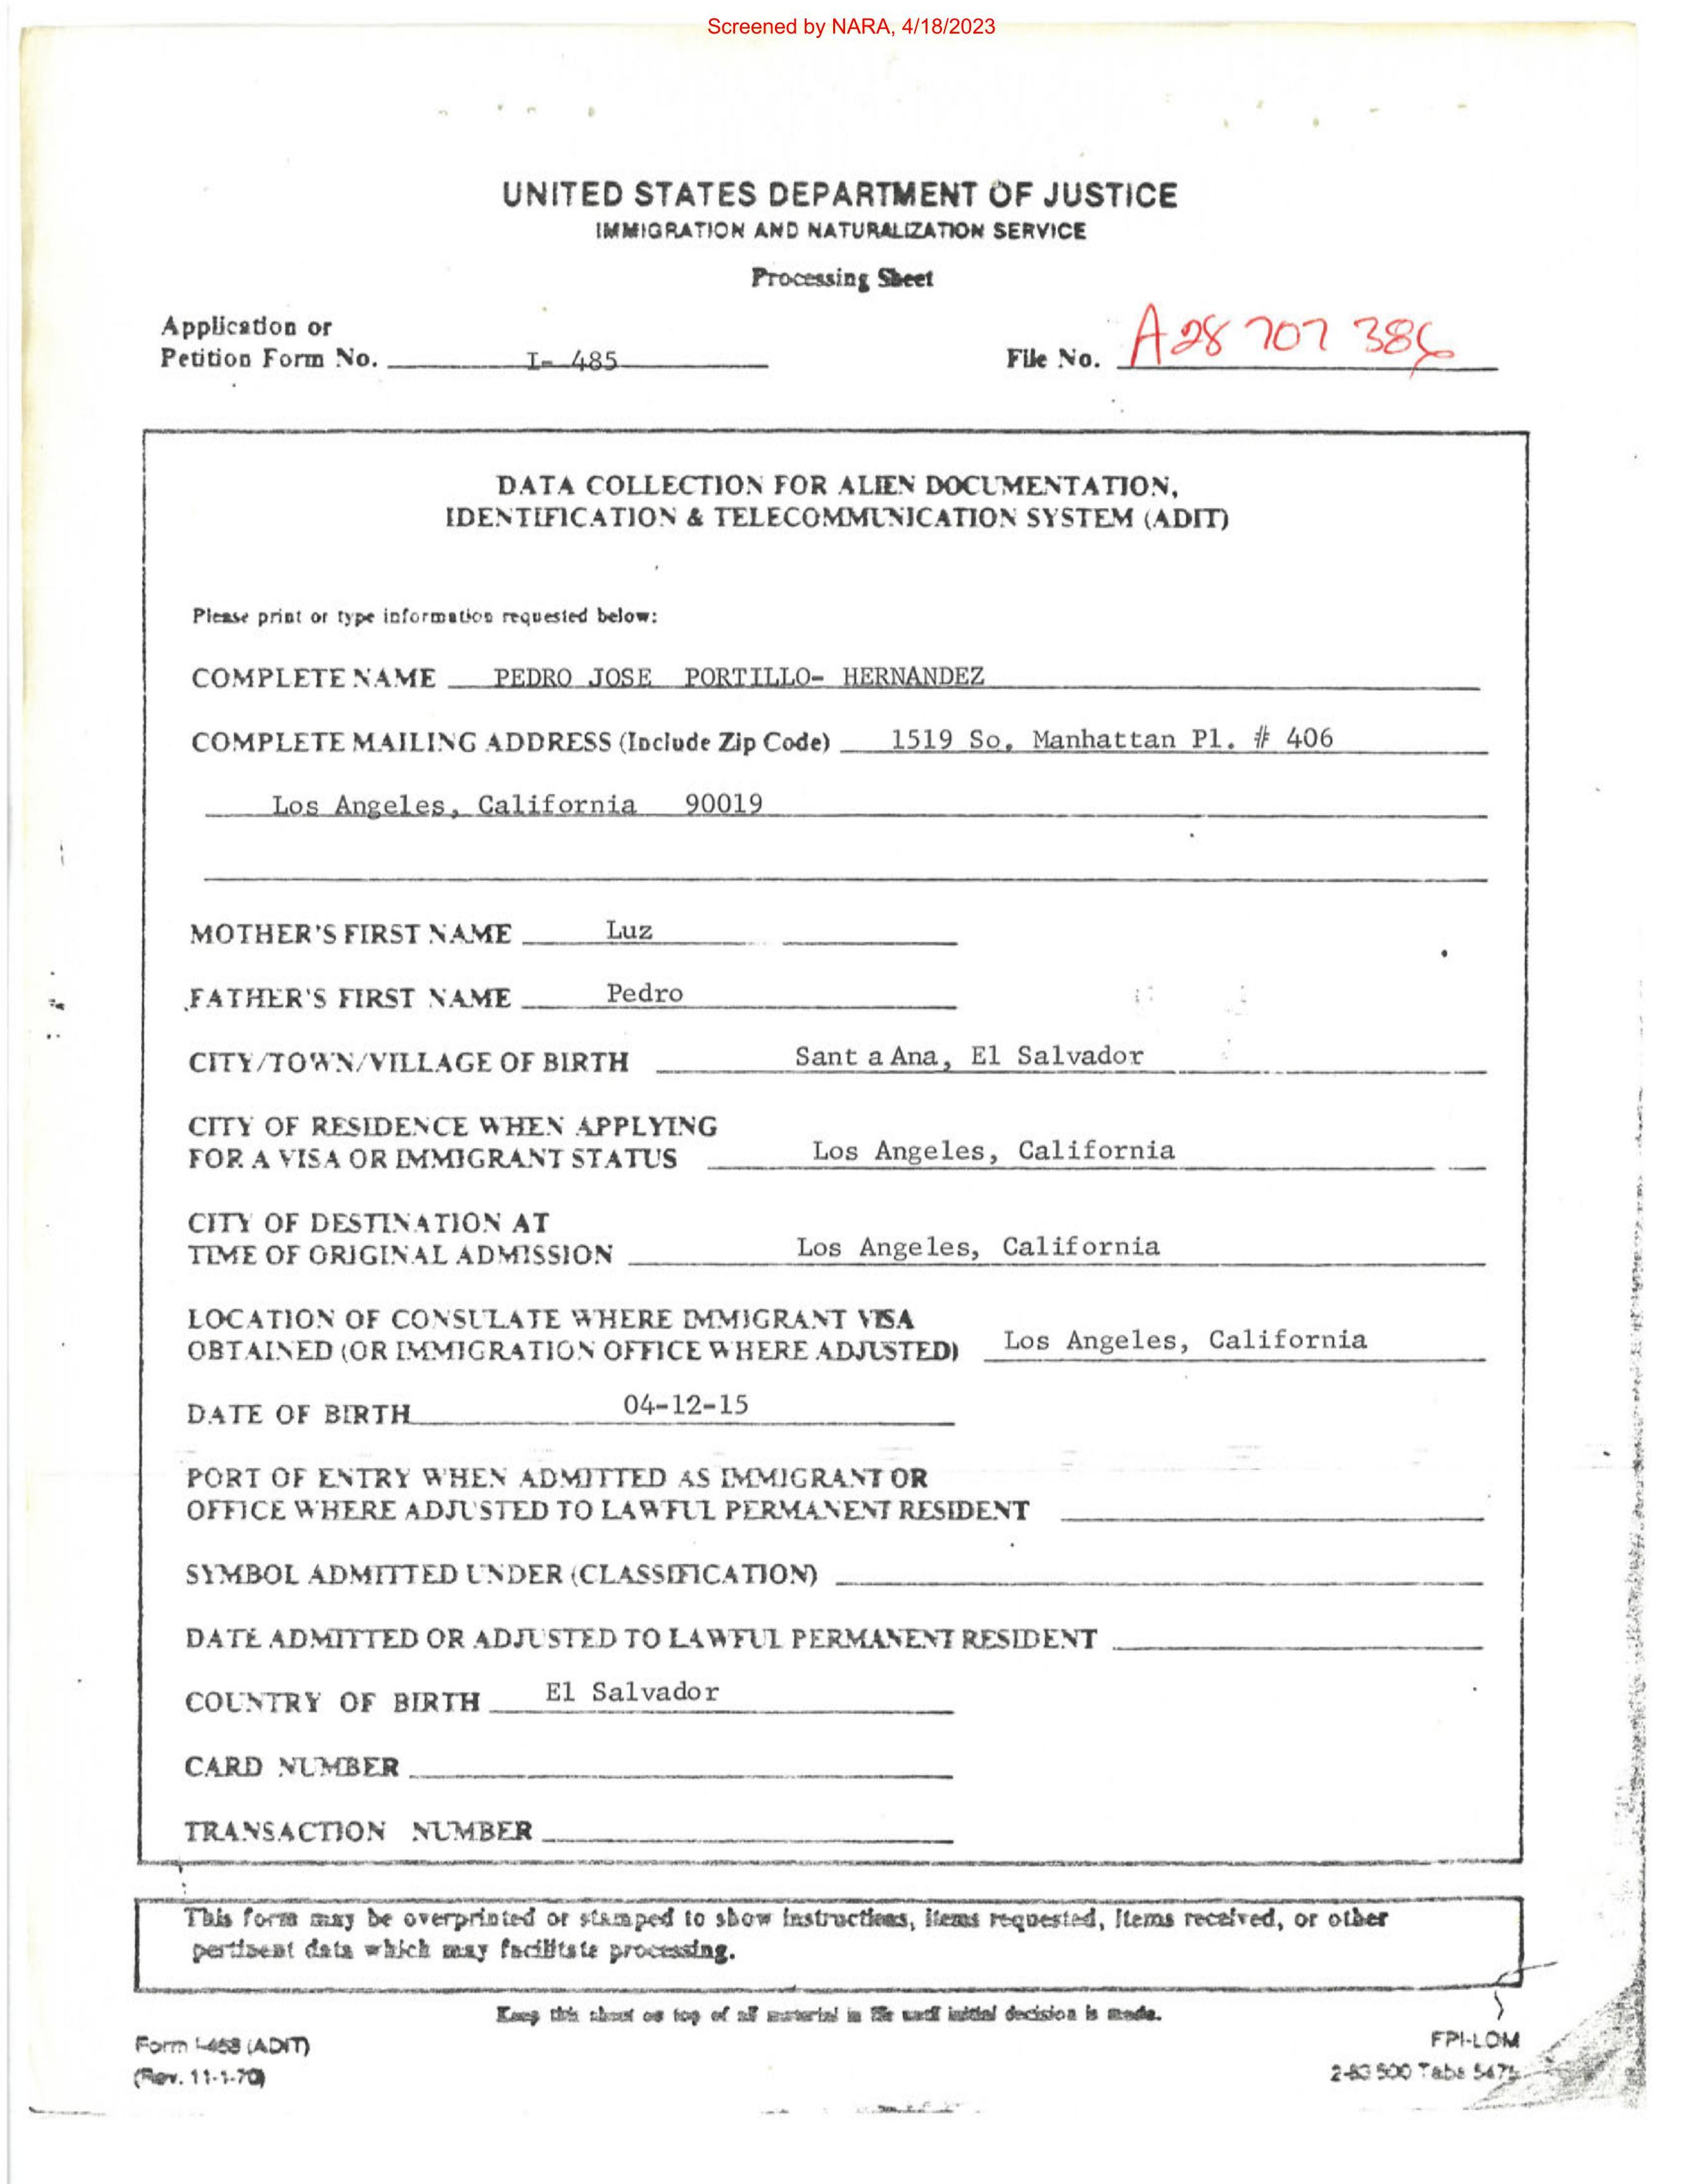 Screened by NARA, 4/18/2023
UNITED STATES DEPARTMENT OF JUSTICE
IMMIGRATION AND NATURALIZATION SERVICE
Processing Sheet
Application or
Petition Form No. I- 485
File No. A28 707 386
DATA COLLECTION FOR ALIEN DOCUMENTATION,
IDENTIFICATION & TELECOMMUNICATION SYSTEM (ADIT)
Please print or type information requested below:
COMPLETE NAME PEDRO JOSE PORTILLO- HERNANDEZ
COMPLETE MAILING ADDRESS (Include Zip Code) 1519 So. Manhattan Pl. # 406
Los Angeles, California 90019
MOTHER'S FIRST NAME Luz
FATHER'S FIRST NAME Pedro
CITY/TOWN/VILLAGE OF BIRTH Sant a Ana, El Salvador
CITY OF RESIDENCE WHEN APPLYING
FOR A VISA OR IMMIGRANT STATUS Los Angeles, California
CITY OF DESTINATION AT
TIME OF ORIGINAL ADMISSION Los Angeles, California
LOCATION OF CONSULATE WHERE IMMIGRANT VISA
OBTAINED (OR IMMIGRATION OFFICE WHERE ADJUSTED) Los Angeles, California
DATE OF BIRTH 04-12-15
PORT OF ENTRY WHEN ADMITTED AS IMMIGRANT OR
OFFICE WHERE ADJUSTED TO LAWFUL PERMANENT RESIDENT
SYMBOL ADMITTED UNDER (CLASSIFICATION)
DATE ADMITTED OR ADJUSTED TO LAWFUL PERMANENT RESIDENT
COUNTRY OF BIRTH El Salvador
CARD NUMBER
TRANSACTION NUMBER
This form may be overprinted or stamped to show instructions, items requested, items received, or other
pertinent data which may facilitate processing.
Keep this sheet on top of all material in file until initial decision is made.
Form I-468 (ADIT)
(Rev. 11-1-70)
FPI-LOM
2-83 500 Tabs 5475